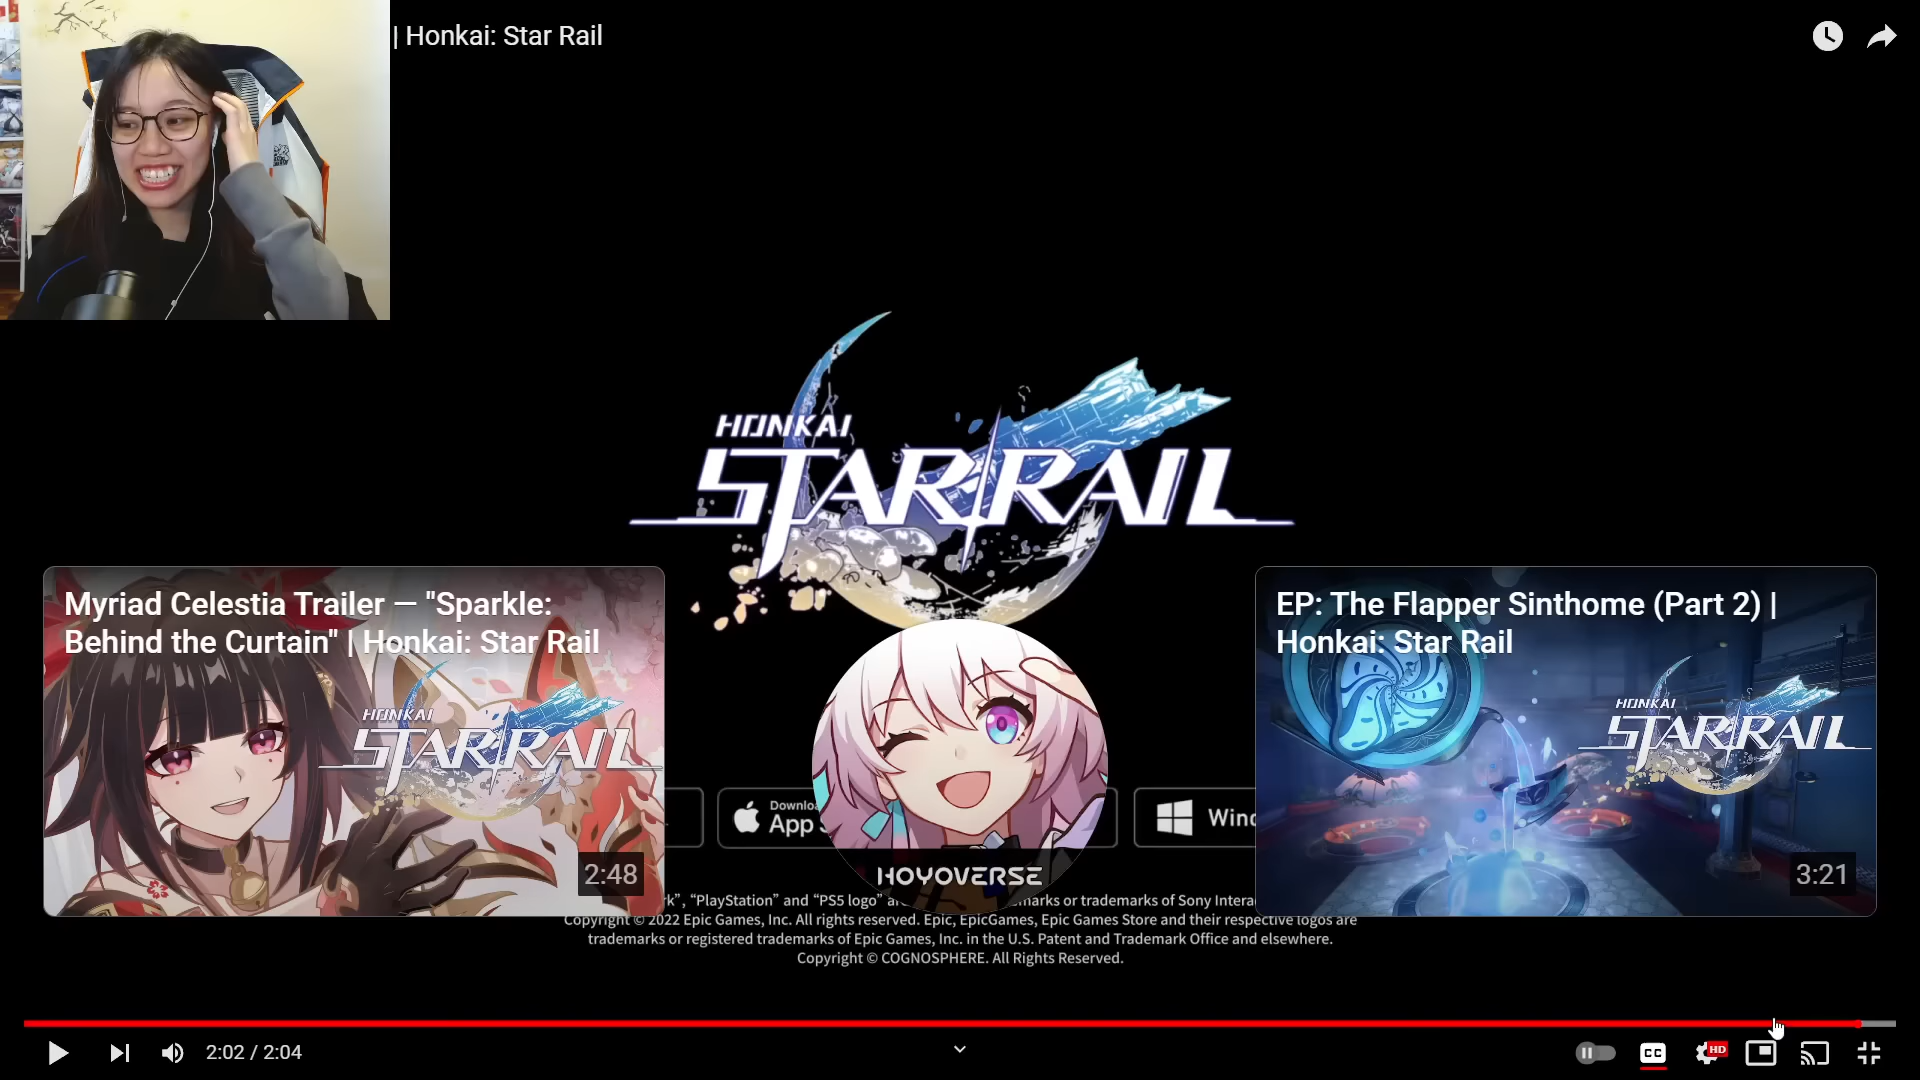 | Honkai: Star Rail
HONKAI
STAR RAIL
Myriad Celestia Trailer — "Sparkle:
Behind the Curtain" | Honkai: Star Rail
HONKAI
STAR RAIL
2:48
EP: The Flapper Sinthome (Part 2) |
Honkai: Star Rail
HONKAI
STAR RAIL
3:21
App
HOYOVERSE
“PlayStation” and “PS5 logo”
or trademarks of Sony
Copyright © 2022 Epic Games, Inc. All rights reserved. Epic, EpicGames, Epic Games Store and their respective logos are
trademarks or registered trademarks of Epic Games, Inc. in the U.S. Patent and Trademark Office and elsewhere.
Copyright © COGNOSPHERE. All Rights Reserved.
2:02 / 2:04
CC
HD